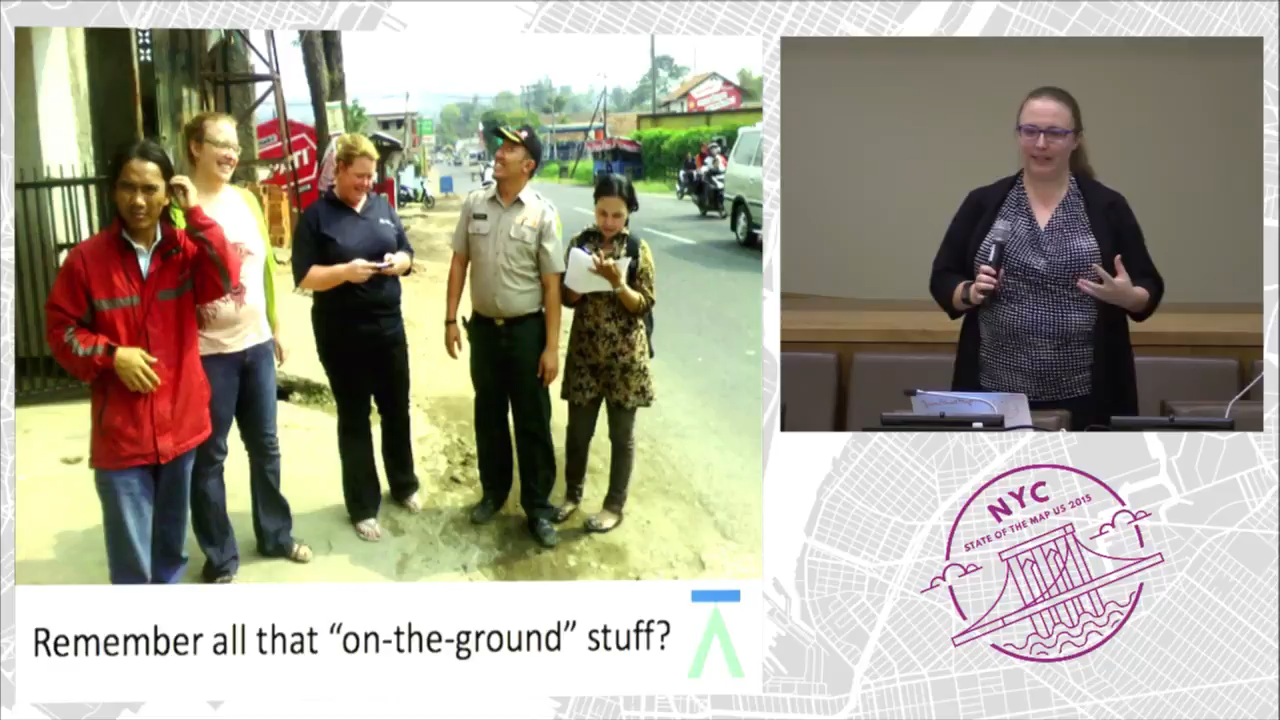 Remember all that “on-the-ground” stuff?
NYC
STATE OF THE MAP US 2015